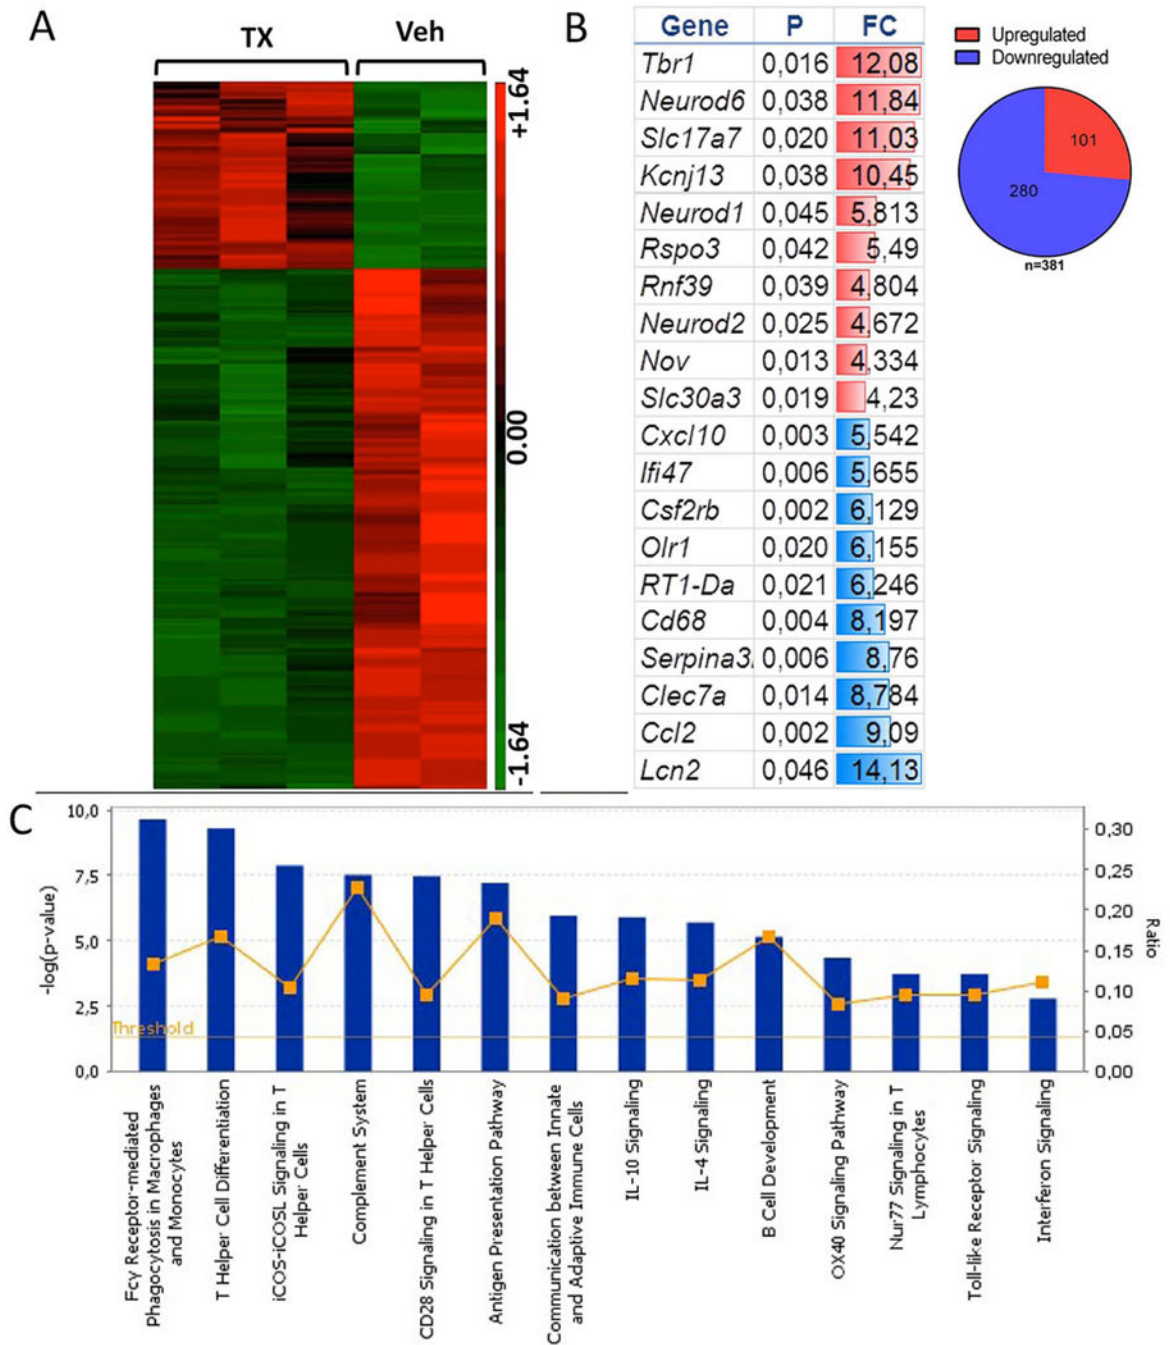 A
TX
Veh
+1.64
0.00
-1.64
B
Gene P FC
Tbr1 0,016 12,08
Neurod6 0,038 11,84
Slc17a7 0,020 11,03
Kcnj13 0,038 10,45
Neurod1 0,045 5,813
Rspo3 0,042 5,49
Rnf39 0,039 4,804
Neurod2 0,025 4,672
Nov 0,013 4,334
Slc30a3 0,019 4,23
Cxcl10 0,003 5,542
Ifi47 0,006 5,655
Csf2rb 0,002 6,129
Olr1 0,020 6,155
RT1-Da 0,021 6,246
Cd68 0,004 8,197
Serpina3 0,006 8,76
Clec7a 0,014 8,784
Ccl2 0,002 9,09
Lcn2 0,046 14,13
Upregulated
Downregulated
101
280
n=381
C
-log(p-value)
10,0
7,5
5,0
2,5
0,0
Threshold
0,30
0,25
0,20
0,15
0,10
0,05
0,00
Ratio
Fcγ Receptor-mediated
Phagocytosis in Macrophages
and Monocytes
T Helper Cell Differentiation
iCOS-iCOSL Signaling in T
Helper Cells
Complement System
CD28 Signaling in T Helper Cells
Antigen Presentation Pathway
Communication between Innate
and Adaptive Immune Cells
IL-10 Signaling
IL-4 Signaling
B Cell Development
OX40 Signaling Pathway
Nur77 Signaling in T
Lymphocytes
Toll-like Receptor Signaling
Interferon Signaling